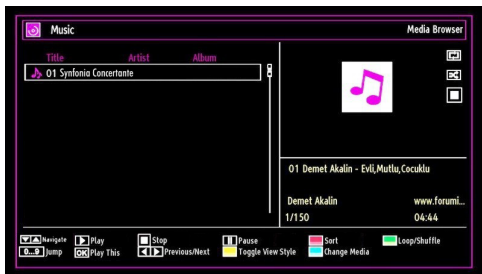 Music
Media Browser
Title Artist Album
01 Synfonia Concertante
01 Demet Akalin - Evli,Mutlu,Cocuklu
Demet Akalin www.forumi...
1/150 04:44
Navigate Play Stop Pause Sort Loop/Shuffle
0...9 Jump OK Play This Previous/Next Toggle View Style Change Media